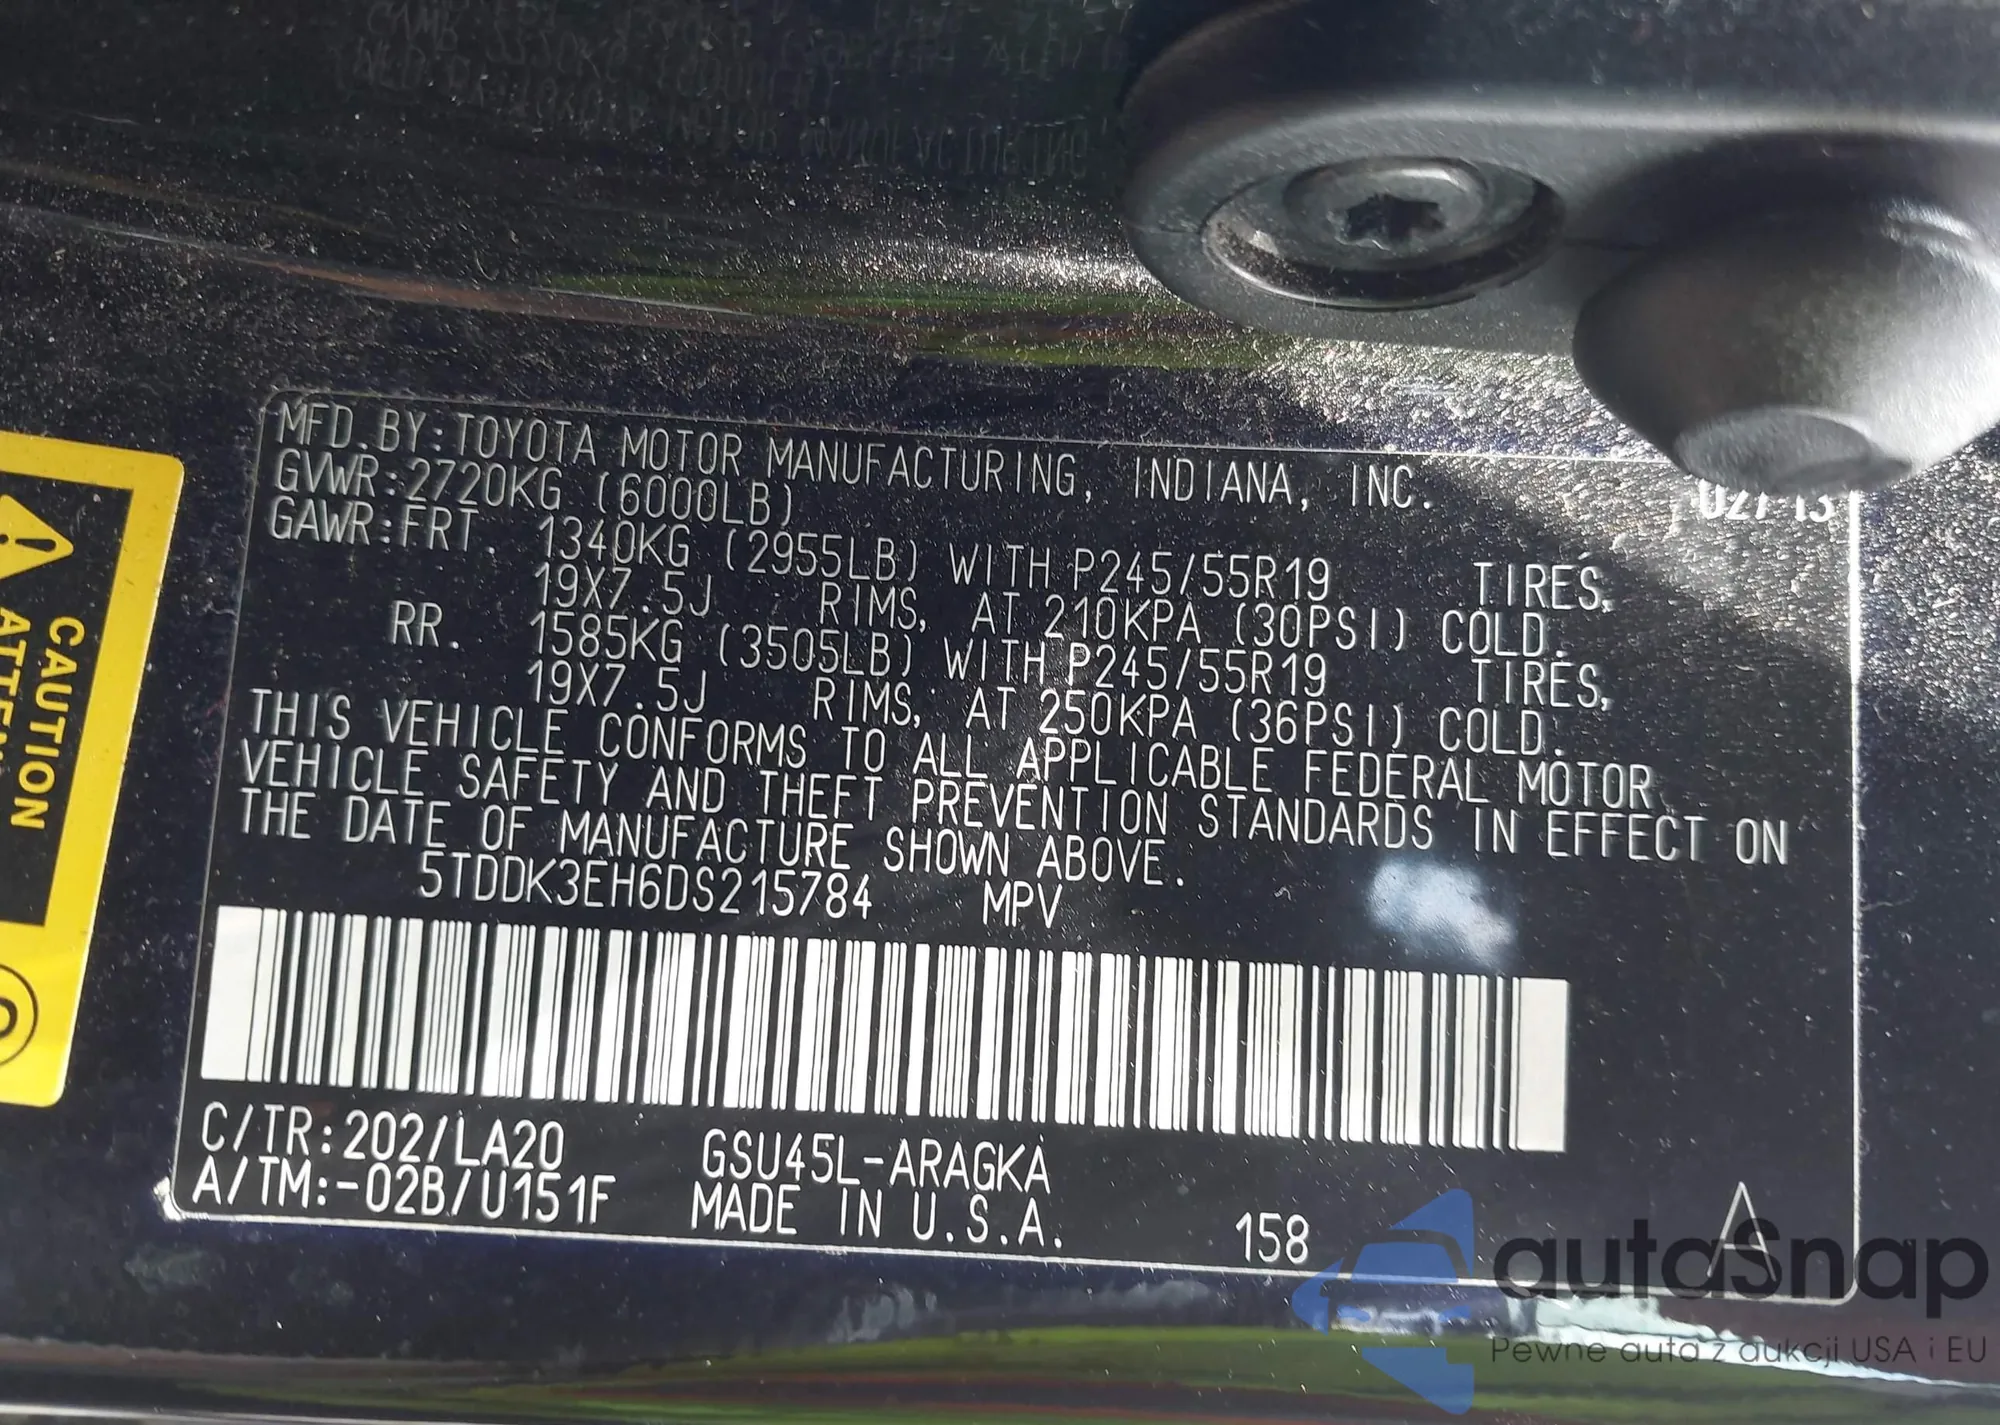 MFD.BY:TOYOTA MOTOR MANUFACTURING, INDIANA, INC.
GVWR:2720KG (6000LB)
GAWR:FRT. 1340KG (2955LB) WITH P245/55R19 TIRES,
19X7.5J RIMS, AT 210KPA (30PSI) COLD.
RR. 1585KG (3505LB) WITH P245/55R19 TIRES,
19X7.5J RIMS, AT 250KPA (36PSI) COLD.
THIS VEHICLE CONFORMS TO ALL APPLICABLE FEDERAL MOTOR
VEHICLE SAFETY AND THEFT PREVENTION STANDARDS IN EFFECT ON
THE DATE OF MANUFACTURE SHOWN ABOVE.
5TDDK3EH6DS215784 MPV
C/TR:202/LA20 GSU45L-ARAGKA
A/TM:-02B/U151F MADE IN U.S.A. 158 A
CAUTION
autaSnap
Pewne auta z aukcji USA i EU